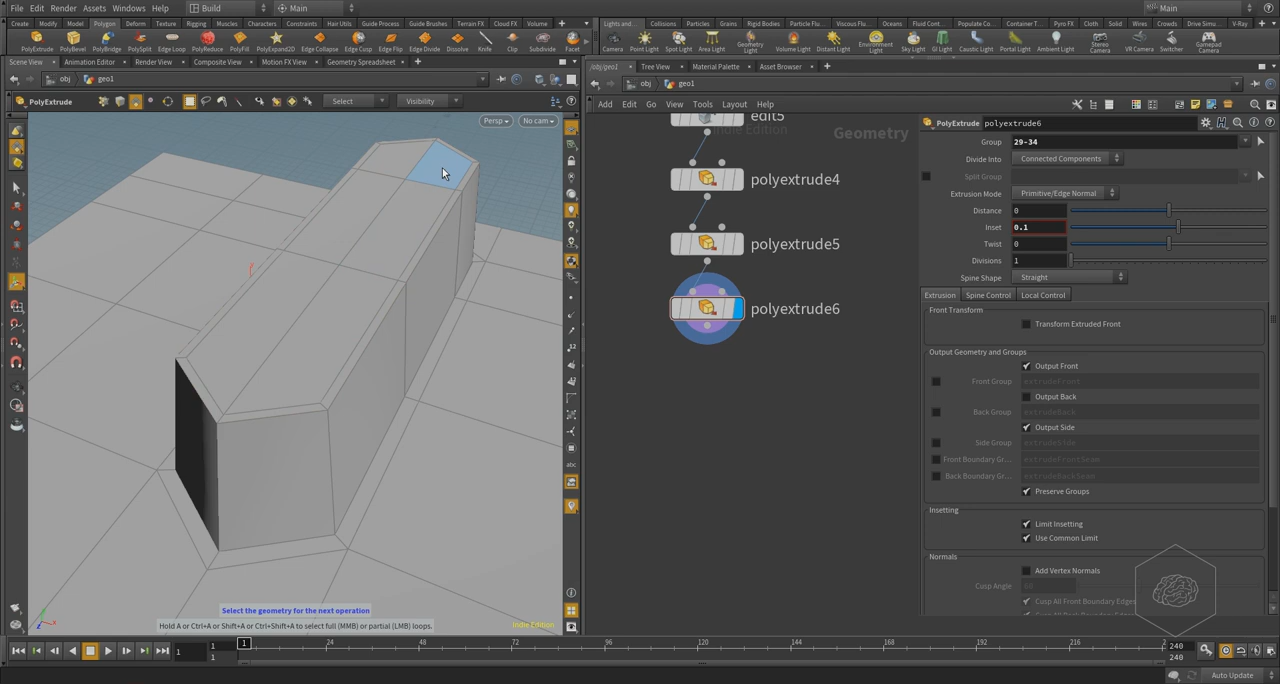 File Edit Render Assets Windows Help Build Main Main
Create Modify Model Polygon Deform Texture Rigging Muscles Characters Constraints Hair Utils Guide Process Guide Brushes Terrain FX Cloud FX Volume
Lights and... Collisions Particles Grains Rigid Bodies Particle Flu... Viscous Flu... Oceans Fluid Cont... Populate Co... Container T... Pyro FX Cloth Solid Wires Crowds Drive Simu... V-Ray
PolyExtrude PolyBevel PolyBridge PolySplit Edge Loop PolyReduce PolyFill PolyExpand2D Edge Collapse Edge Cusp Edge Flip Edge Divide Dissolve Knife Clip Subdivide Facet
Camera Point Light Spot Light Area Light Geometry Light Volume Light Distant Light Environment Light Sky Light GI Light Caustic Light Portal Light Ambient Light Stereo Camera VR Camera Switcher Gamepad Camera
Scene View Animation Editor Render View Composite View Motion FX View Geometry Spreadsheet
/obj/geo1 Tree View Material Palette Asset Browser
obj geo1
obj geo1
PolyExtrude Select Visibility
Add Edit Go View Tools Layout Help
Persp No cam
edit5
Indie Edition
Geometry
polyextrude4
polyextrude5
polyextrude6
PolyExtrude polyextrude6
Group 29-34
Divide Into Connected Components
Split Group
Extrusion Mode Primitive/Edge Normal
Distance 0
Inset 0.1
Twist 0
Divisions 1
Spine Shape Straight
Extrusion Spine Control Local Control
Front Transform
Transform Extruded Front
Output Geometry and Groups
Output Front
Front Group extrudeFront
Output Back
Back Group extrudeBack
Output Side
Side Group extrudeSide
Front Boundary Gr... extrudeFrontSeam
Back Boundary Gr... extrudeBackSeam
Preserve Groups
Insetting
Limit Insetting
Use Common Limit
Normals
Add Vertex Normals
Cusp Angle 60
Cusp All Front Boundary Edges
abc
Select the geometry for the next operation
Hold A or Ctrl+A or Shift+A or Ctrl+Shift+A to select full (MMB) or partial (LMB) loops.
Indie Edition
1 1 1 1 24 48 72 96 120 144 168 192 216 2 240 240
Auto Update